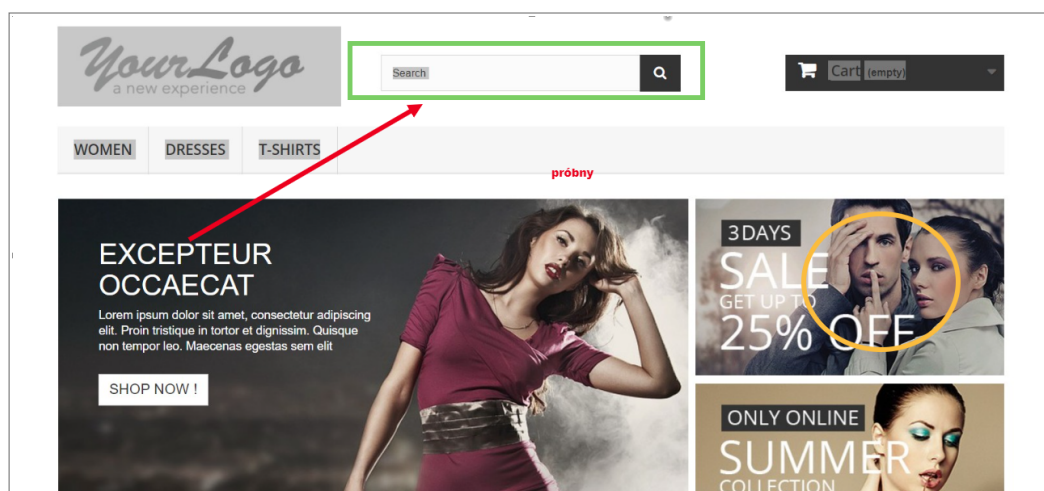 YourLogo
a new experience
Search
Cart (empty)
WOMEN DRESSES T-SHIRTS
próbny
EXCEPTEUR
OCCAECAT
Lorem ipsum dolor sit amet, consectetur adipiscing
elit. Proin tristique in tortor et dignissim. Quisque
non tempor leo. Maecenas egestas sem elit
SHOP NOW !
3 DAYS
SALE
GET UP TO
25% OFF
ONLY ONLINE
SUMMER
COLLECTION